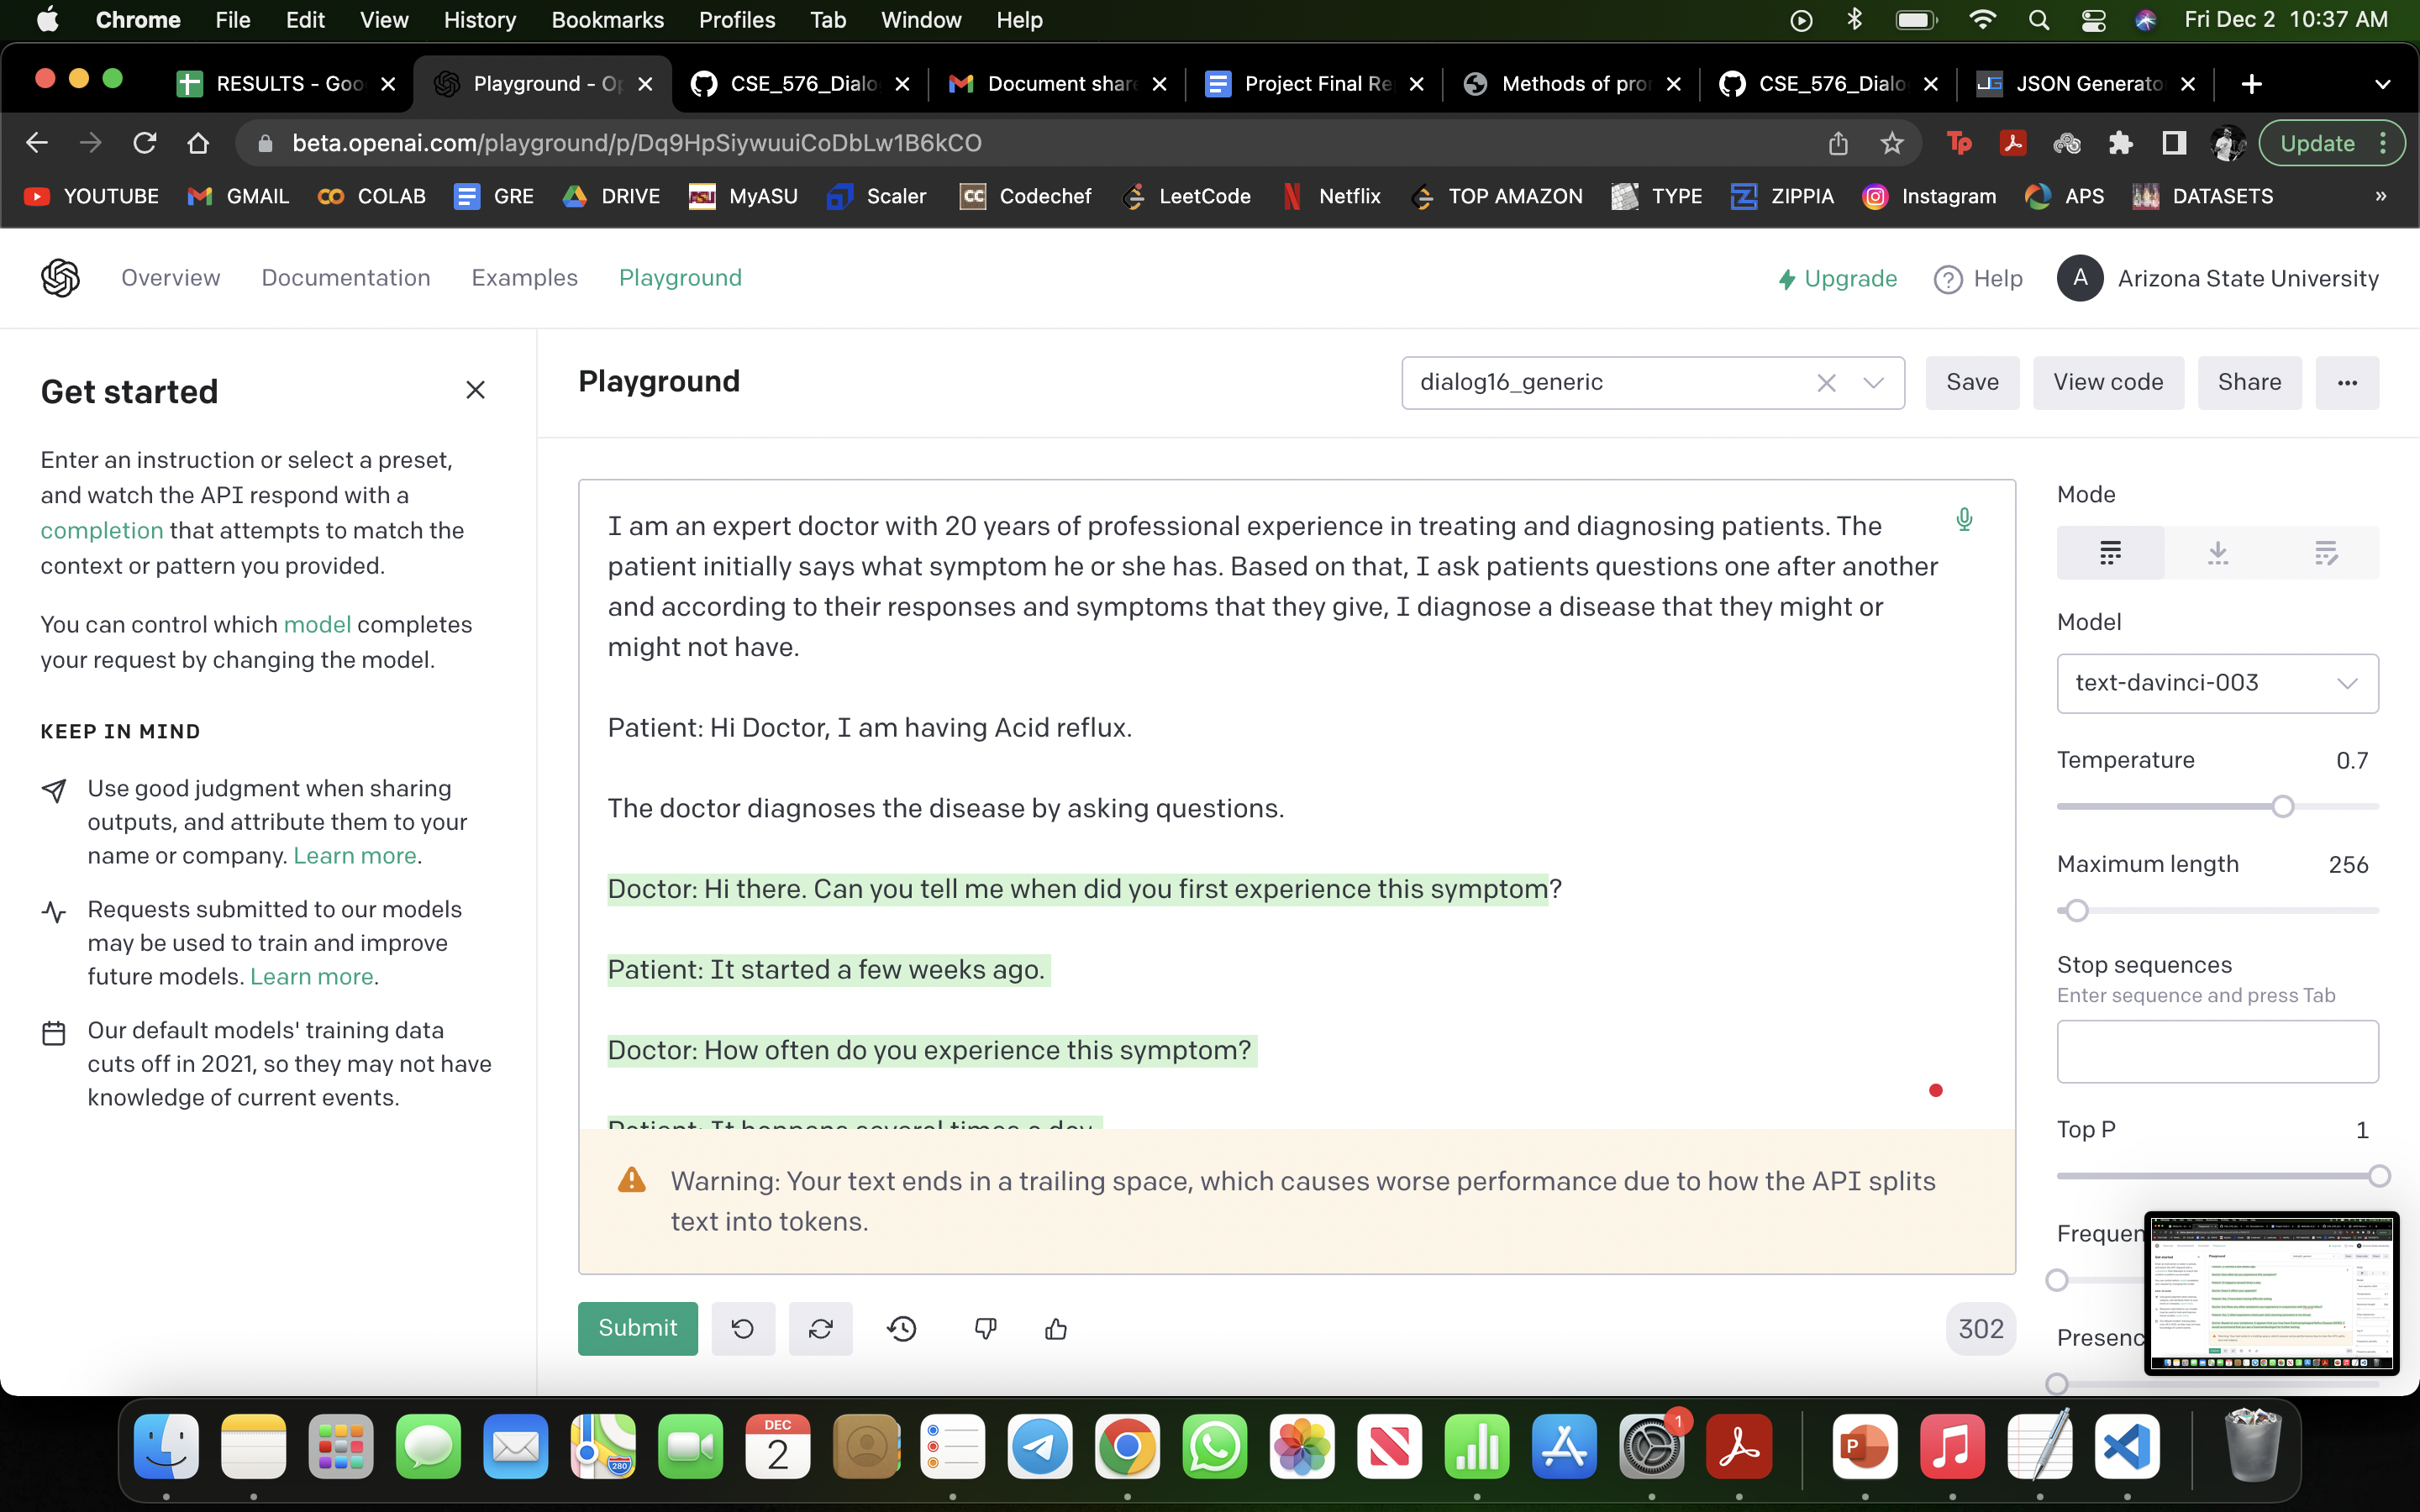 Chrome File Edit View History Bookmarks Profiles Tab Window Help Fri Dec 2 10:37 AM
RESULTS - Goo Playground - Op CSE_576_Dialo Document share Project Final Re Methods of pro CSE_576_Dialo JSON Generato
beta.openai.com/playground/p/Dq9HpSiywuuiCoDbLw1B6kCO Tp Update
YOUTUBE GMAIL COLAB GRE DRIVE MyASU Scaler CC Codechef LeetCode Netflix TOP AMAZON TYPE ZIPPIA Instagram APS DATASETS »
Overview Documentation Examples Playground Upgrade Help A Arizona State University
Get started
Enter an instruction or select a preset,
and watch the API respond with a
completion that attempts to match the
context or pattern you provided.
You can control which model completes
your request by changing the model.
KEEP IN MIND
Use good judgment when sharing
outputs, and attribute them to your
name or company. Learn more.
Requests submitted to our models
may be used to train and improve
future models. Learn more.
Our default models' training data
cuts off in 2021, so they may not have
knowledge of current events.
Playground
dialog16_generic Save View code Share ...
I am an expert doctor with 20 years of professional experience in treating and diagnosing patients. The
patient initially says what symptom he or she has. Based on that, I ask patients questions one after another
and according to their responses and symptoms that they give, I diagnose a disease that they might or
might not have.
Patient: Hi Doctor, I am having Acid reflux.
The doctor diagnoses the disease by asking questions.
Doctor: Hi there. Can you tell me when did you first experience this symptom?
Patient: It started a few weeks ago.
Doctor: How often do you experience this symptom?
Patient: It happens several times a day.
Warning: Your text ends in a trailing space, which causes worse performance due to how the API splits
text into tokens.
Submit 302
Mode
Model
text-davinci-003
Temperature 0.7
Maximum length 256
Stop sequences
Enter sequence and press Tab
Top P 1
Frequen
Presenc
DEC
2
280
1
P